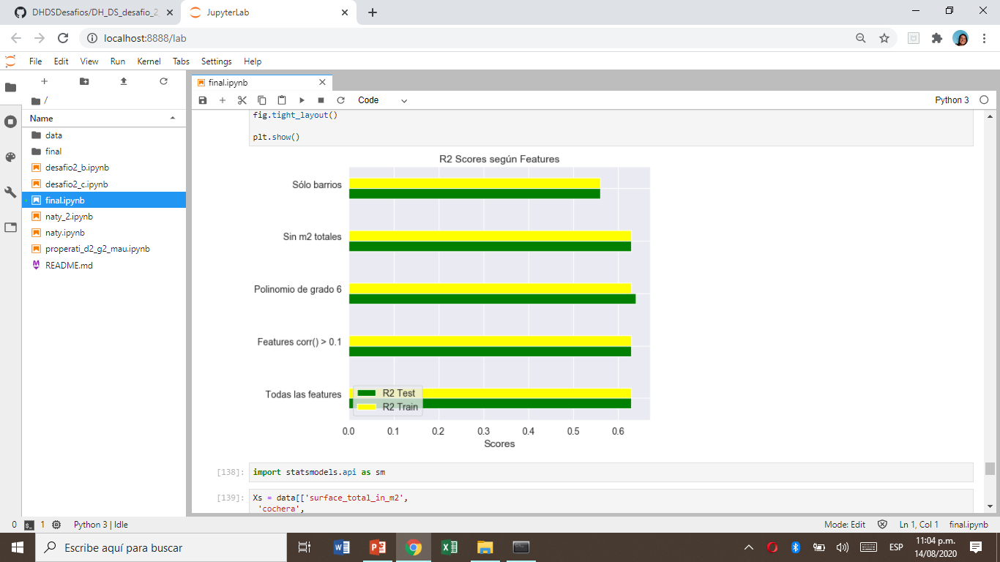 DHDSDesafios/DH_DS_desafio_2
JupyterLab
localhost:8888/lab
File Edit View Run Kernel Tabs Settings Help
final.ipynb
/
Code
Python 3
Name
data
final
desafio2_b.ipynb
desafio2_c.ipynb
final.ipynb
naty_2.ipynb
naty.ipynb
properati_d2_g2_mau.ipynb
README.md
fig.tight_layout()
plt.show()
R2 Scores según Features
Sólo barrios
Sin m2 totales
Polinomio de grado 6
Features corr() > 0.1
Todas las features
R2 Test
R2 Train
0.0 0.1 0.2 0.3 0.4 0.5 0.6
Scores
[138]: import statsmodels.api as sm
[139]: Xs = data[['surface_total_in_m2',
'cochera',
0 1 Python 3 | Idle
Mode: Edit Ln 1, Col 1 final.ipynb
Escribe aquí para buscar
ESP
11:04 p.m.
14/08/2020